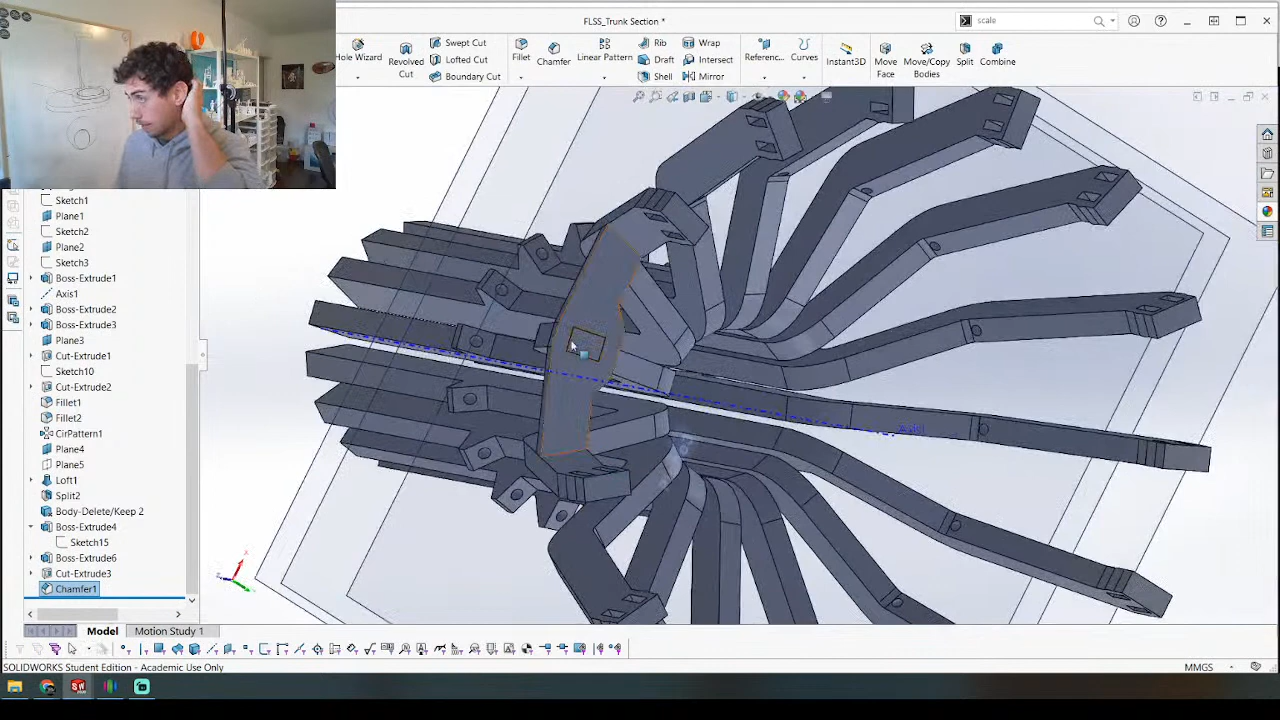 FLSS_Trunk Section *
scale
Hole Wizard
Revolved Cut
Swept Cut
Lofted Cut
Boundary Cut
Fillet
Chamfer
Linear Pattern
Rib
Draft
Shell
Wrap
Intersect
Mirror
Referenc...
Curves
Instant3D
Move Face
Move/Copy Bodies
Split
Combine
Sketch1
Plane1
Sketch2
Plane2
Sketch3
Boss-Extrude1
Axis1
Boss-Extrude2
Boss-Extrude3
Plane3
Cut-Extrude1
Sketch10
Cut-Extrude2
Fillet1
Fillet2
CirPattern1
Plane4
Plane5
Loft1
Split2
Body-Delete/Keep 2
Boss-Extrude4
Sketch15
Boss-Extrude6
Cut-Extrude3
Chamfer1
Axis1
Model
Motion Study 1
SOLIDWORKS Student Edition - Academic Use Only
MMGS